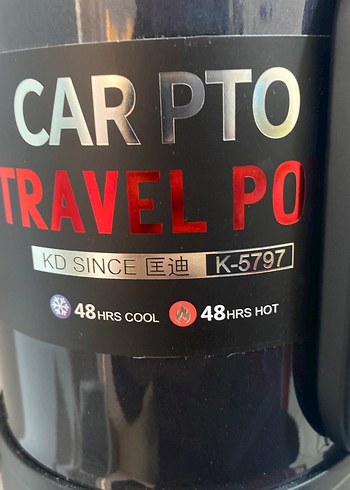 CAR PTO
TRAVEL PO
KD SINCE 匡迪 K-5797
48HRS COOL 48HRS HOT